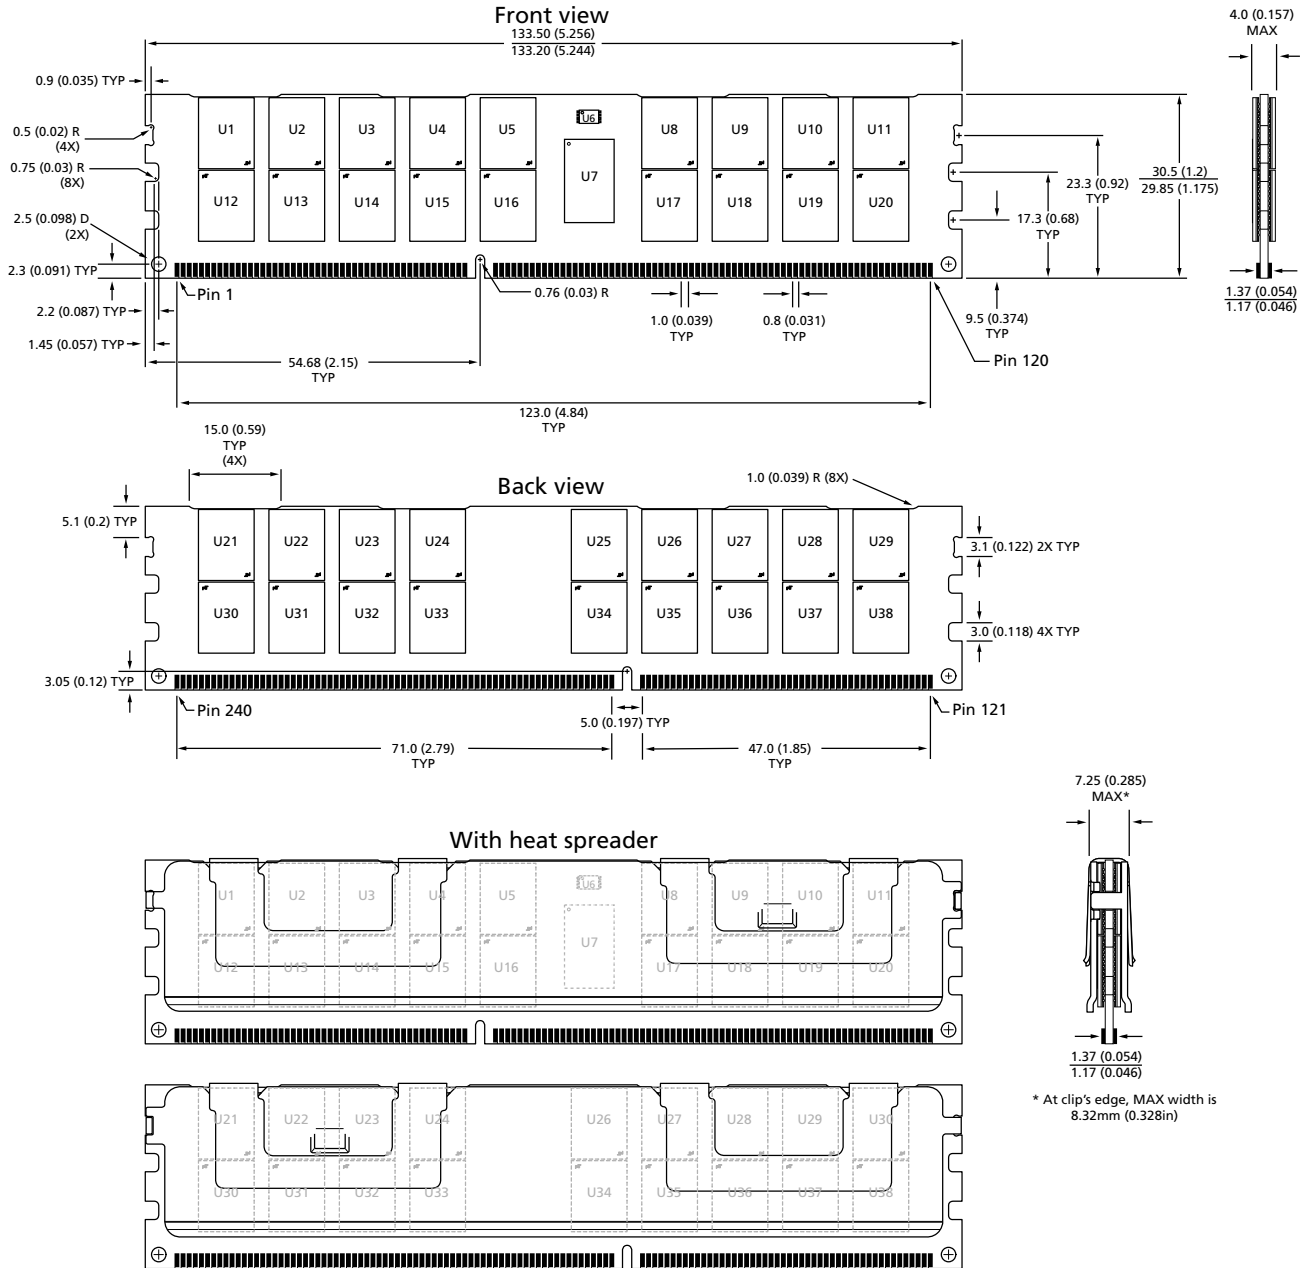 Front view
133.50 (5.256)
133.20 (5.244)
4.0 (0.157)
MAX
0.9 (0.035) TYP
0.5 (0.02) R
(4X)
0.75 (0.03) R
(8X)
2.5 (0.098) D
(2X)
2.3 (0.091) TYP
2.2 (0.087) TYP
1.45 (0.057) TYP
U1 U2 U3 U4 U5 U6 U8 U9 U10 U11
U7
U12 U13 U14 U15 U16 U17 U18 U19 U20
23.3 (0.92)
TYP
30.5 (1.2)
29.85 (1.175)
17.3 (0.68)
TYP
Pin 1
0.76 (0.03) R
1.0 (0.039)
TYP
0.8 (0.031)
TYP
9.5 (0.374)
TYP
1.37 (0.054)
1.17 (0.046)
54.68 (2.15)
TYP
Pin 120
123.0 (4.84)
TYP
15.0 (0.59)
TYP
(4X)
Back view
1.0 (0.039) R (8X)
5.1 (0.2) TYP
U21 U22 U23 U24 U25 U26 U27 U28 U29
3.1 (0.122) 2X TYP
U30 U31 U32 U33 U34 U35 U36 U37 U38
3.0 (0.118) 4X TYP
3.05 (0.12) TYP
Pin 240
5.0 (0.197) TYP
Pin 121
71.0 (2.79)
TYP
47.0 (1.85)
TYP
7.25 (0.285)
MAX*
With heat spreader
U1 U2 U3 U4 U5 U6 U8 U9 U10 U11
U7
U12 U13 U14 U15 U16 U17 U18 U19 U20
1.37 (0.054)
1.17 (0.046)
* At clip's edge, MAX width is
8.32mm (0.328in)
U21 U22 U23 U24 U26 U27 U28 U29 U30
U30 U31 U32 U33 U34 U35 U36 U37 U38